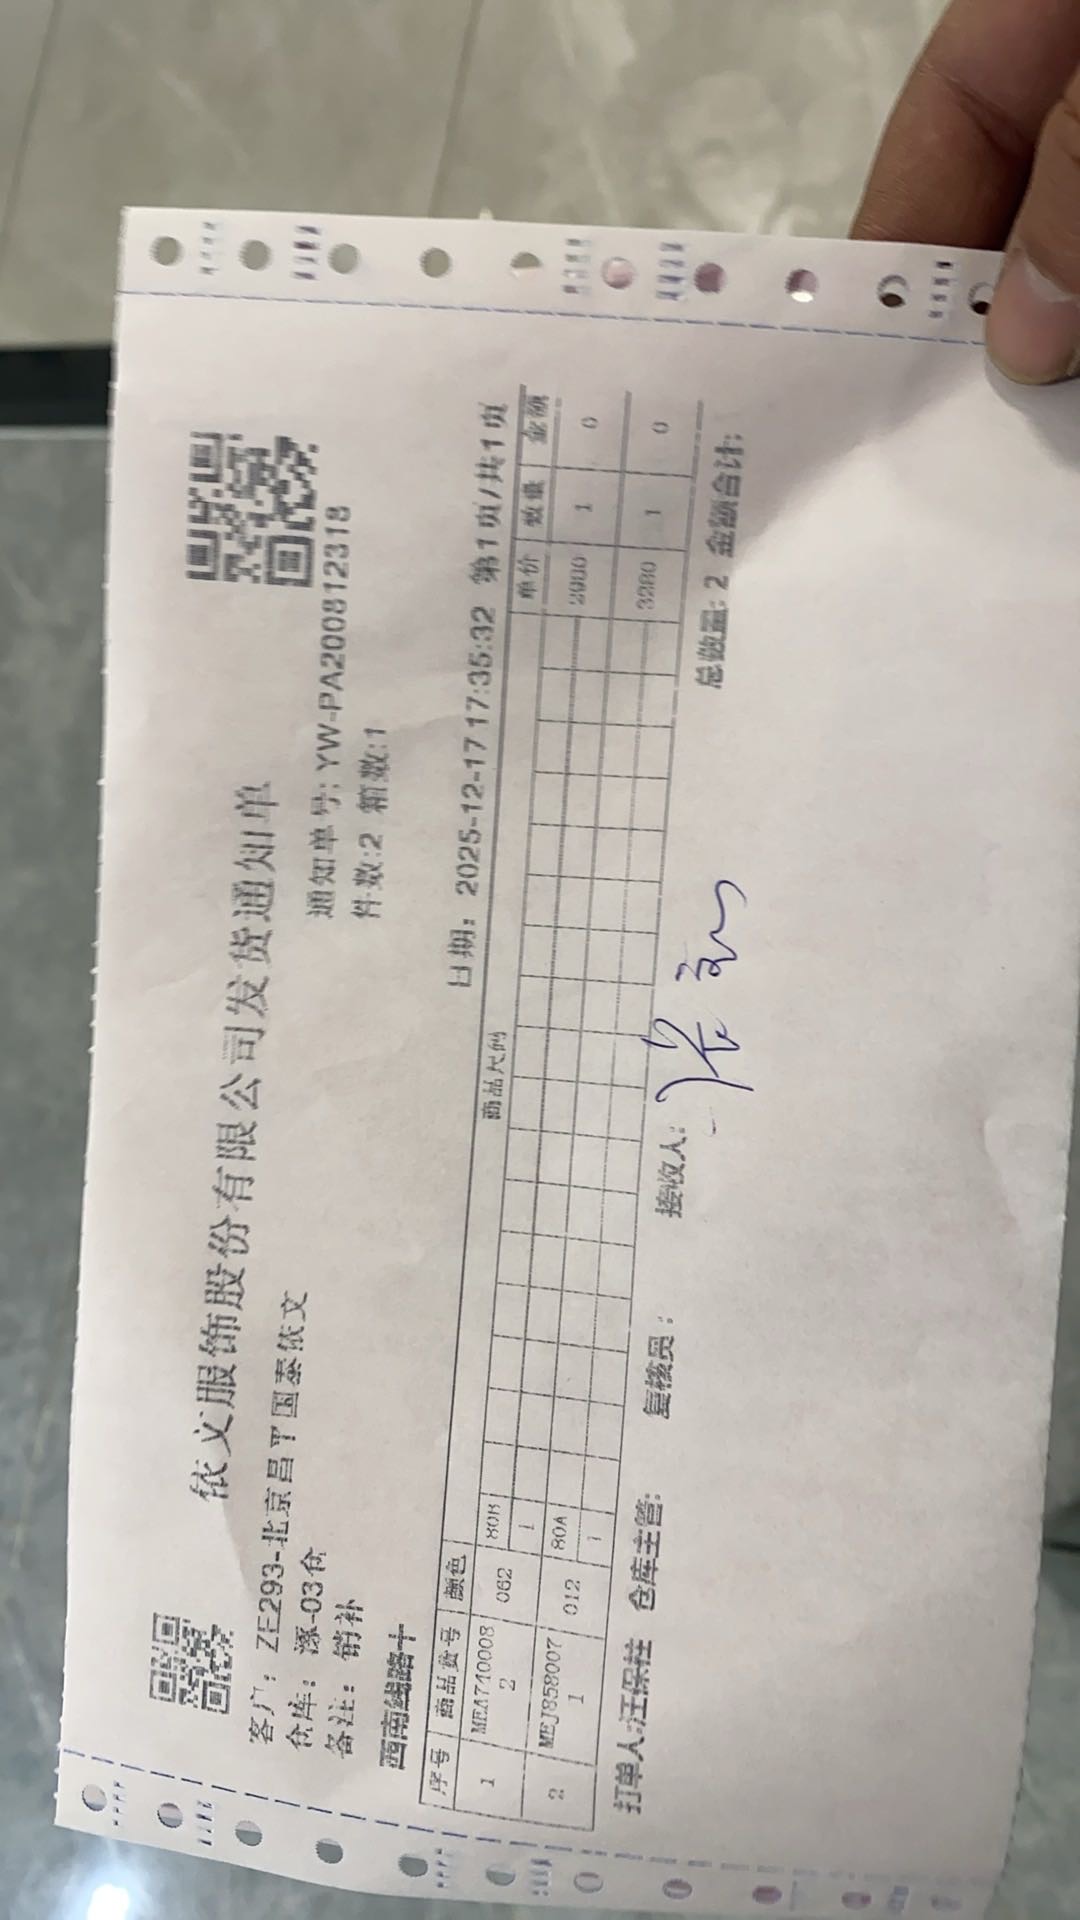 依文服饰股份有限公司发货通知单
客户：ZE293-北京昌平国泰依文
通知单号: YW-PA200812318
仓库：涿-03仓
件数:2 箱数:1
备注：销补
西南线路十
日期：2025-12-17 17:35:32 第1页/共1页
序号 商品货号 颜色 商品尺码 单价 数量 金额
80B
1 MEA7400082 062 1 2980 1 0
80A
2 MEJ8580071 012 1 3280 1 0
总数量: 2 金额合计:
打单人:汪保柱 仓库主管: 复核员: 接收人: